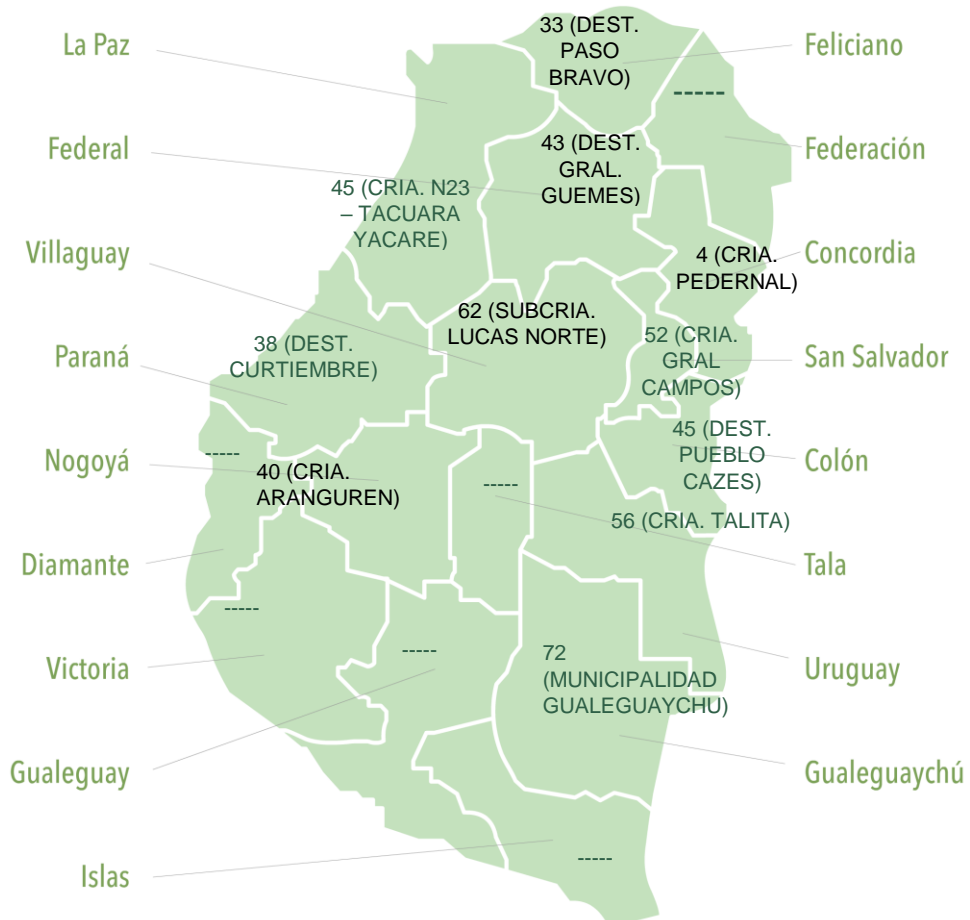 La Paz
33 (DEST.
PASO
BRAVO)
Feliciano
-----
Federal
43 (DEST.
GRAL.
GUEMES)
Federación
45 (CRIA. N23
– TACUARA
YACARE)
Villaguay
4 (CRIA.
PEDERNAL)
Concordia
62 (SUBCRIA.
LUCAS NORTE)
Paraná
38 (DEST.
CURTIEMBRE)
52 (CRIA.
GRAL
CAMPOS)
San Salvador
-----
Nogoyá
40 (CRIA.
ARANGUREN)
-----
45 (DEST.
PUEBLO
CAZES)
Colón
56 (CRIA. TALITA)
Diamante
Tala
-----
Victoria
-----
72
(MUNICIPALIDAD
GUALEGUAYCHU)
Uruguay
Gualeguay
Gualeguaychú
Islas
-----